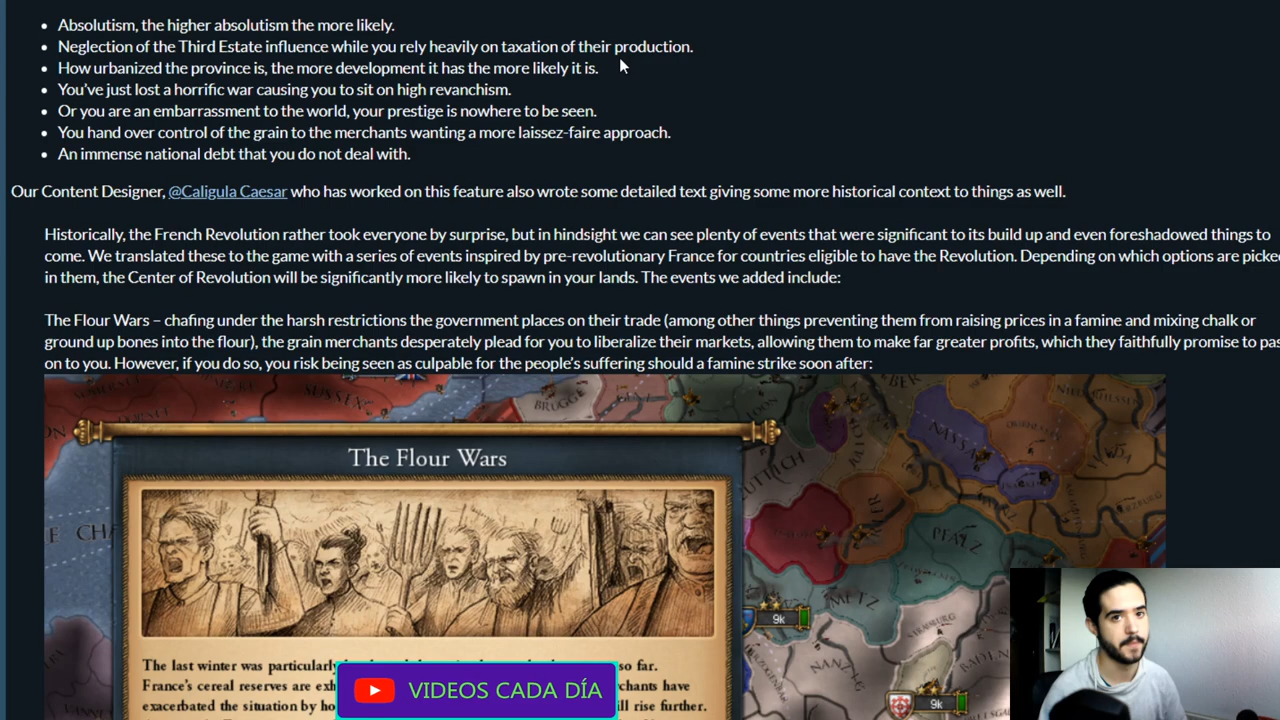 Absolutism, the higher absolutism the more likely.
Neglection of the Third Estate influence while you rely heavily on taxation of their production.
How urbanized the province is, the more development it has the more likely it is.
You've just lost a horrific war causing you to sit on high revanchism.
Or you are an embarrassment to the world, your prestige is nowhere to be seen.
You hand over control of the grain to the merchants wanting a more laissez-faire approach.
An immense national debt that you do not deal with.
Our Content Designer, @Caligula Caesar who has worked on this feature also wrote some detailed text giving some more historical context to things as well.
Historically, the French Revolution rather took everyone by surprise, but in hindsight we can see plenty of events that were significant to its build up and even foreshadowed things to
come. We translated these to the game with a series of events inspired by pre-revolutionary France for countries eligible to have the Revolution. Depending on which options are picke
in them, the Center of Revolution will be significantly more likely to spawn in your lands. The events we added include:
The Flour Wars – chafing under the harsh restrictions the government places on their trade (among other things preventing them from raising prices in a famine and mixing chalk or
ground up bones into the flour), the grain merchants desperately plead for you to liberalize their markets, allowing them to make far greater profits, which they faithfully promise to pas
on to you. However, if you do so, you risk being seen as culpable for the people's suffering should a famine strike soon after:
SUSSEX
BRUGGE
LOON
The Flour Wars
NASSAU
PFALZ
METZ
NANZ
STRASBURG
BADEN
9k
9k
The last winter was particularly so far.
France's cereal reserves are exh rchants have
exacerbated the situation by ho ill rise further.
VIDEOS CADA DÍA